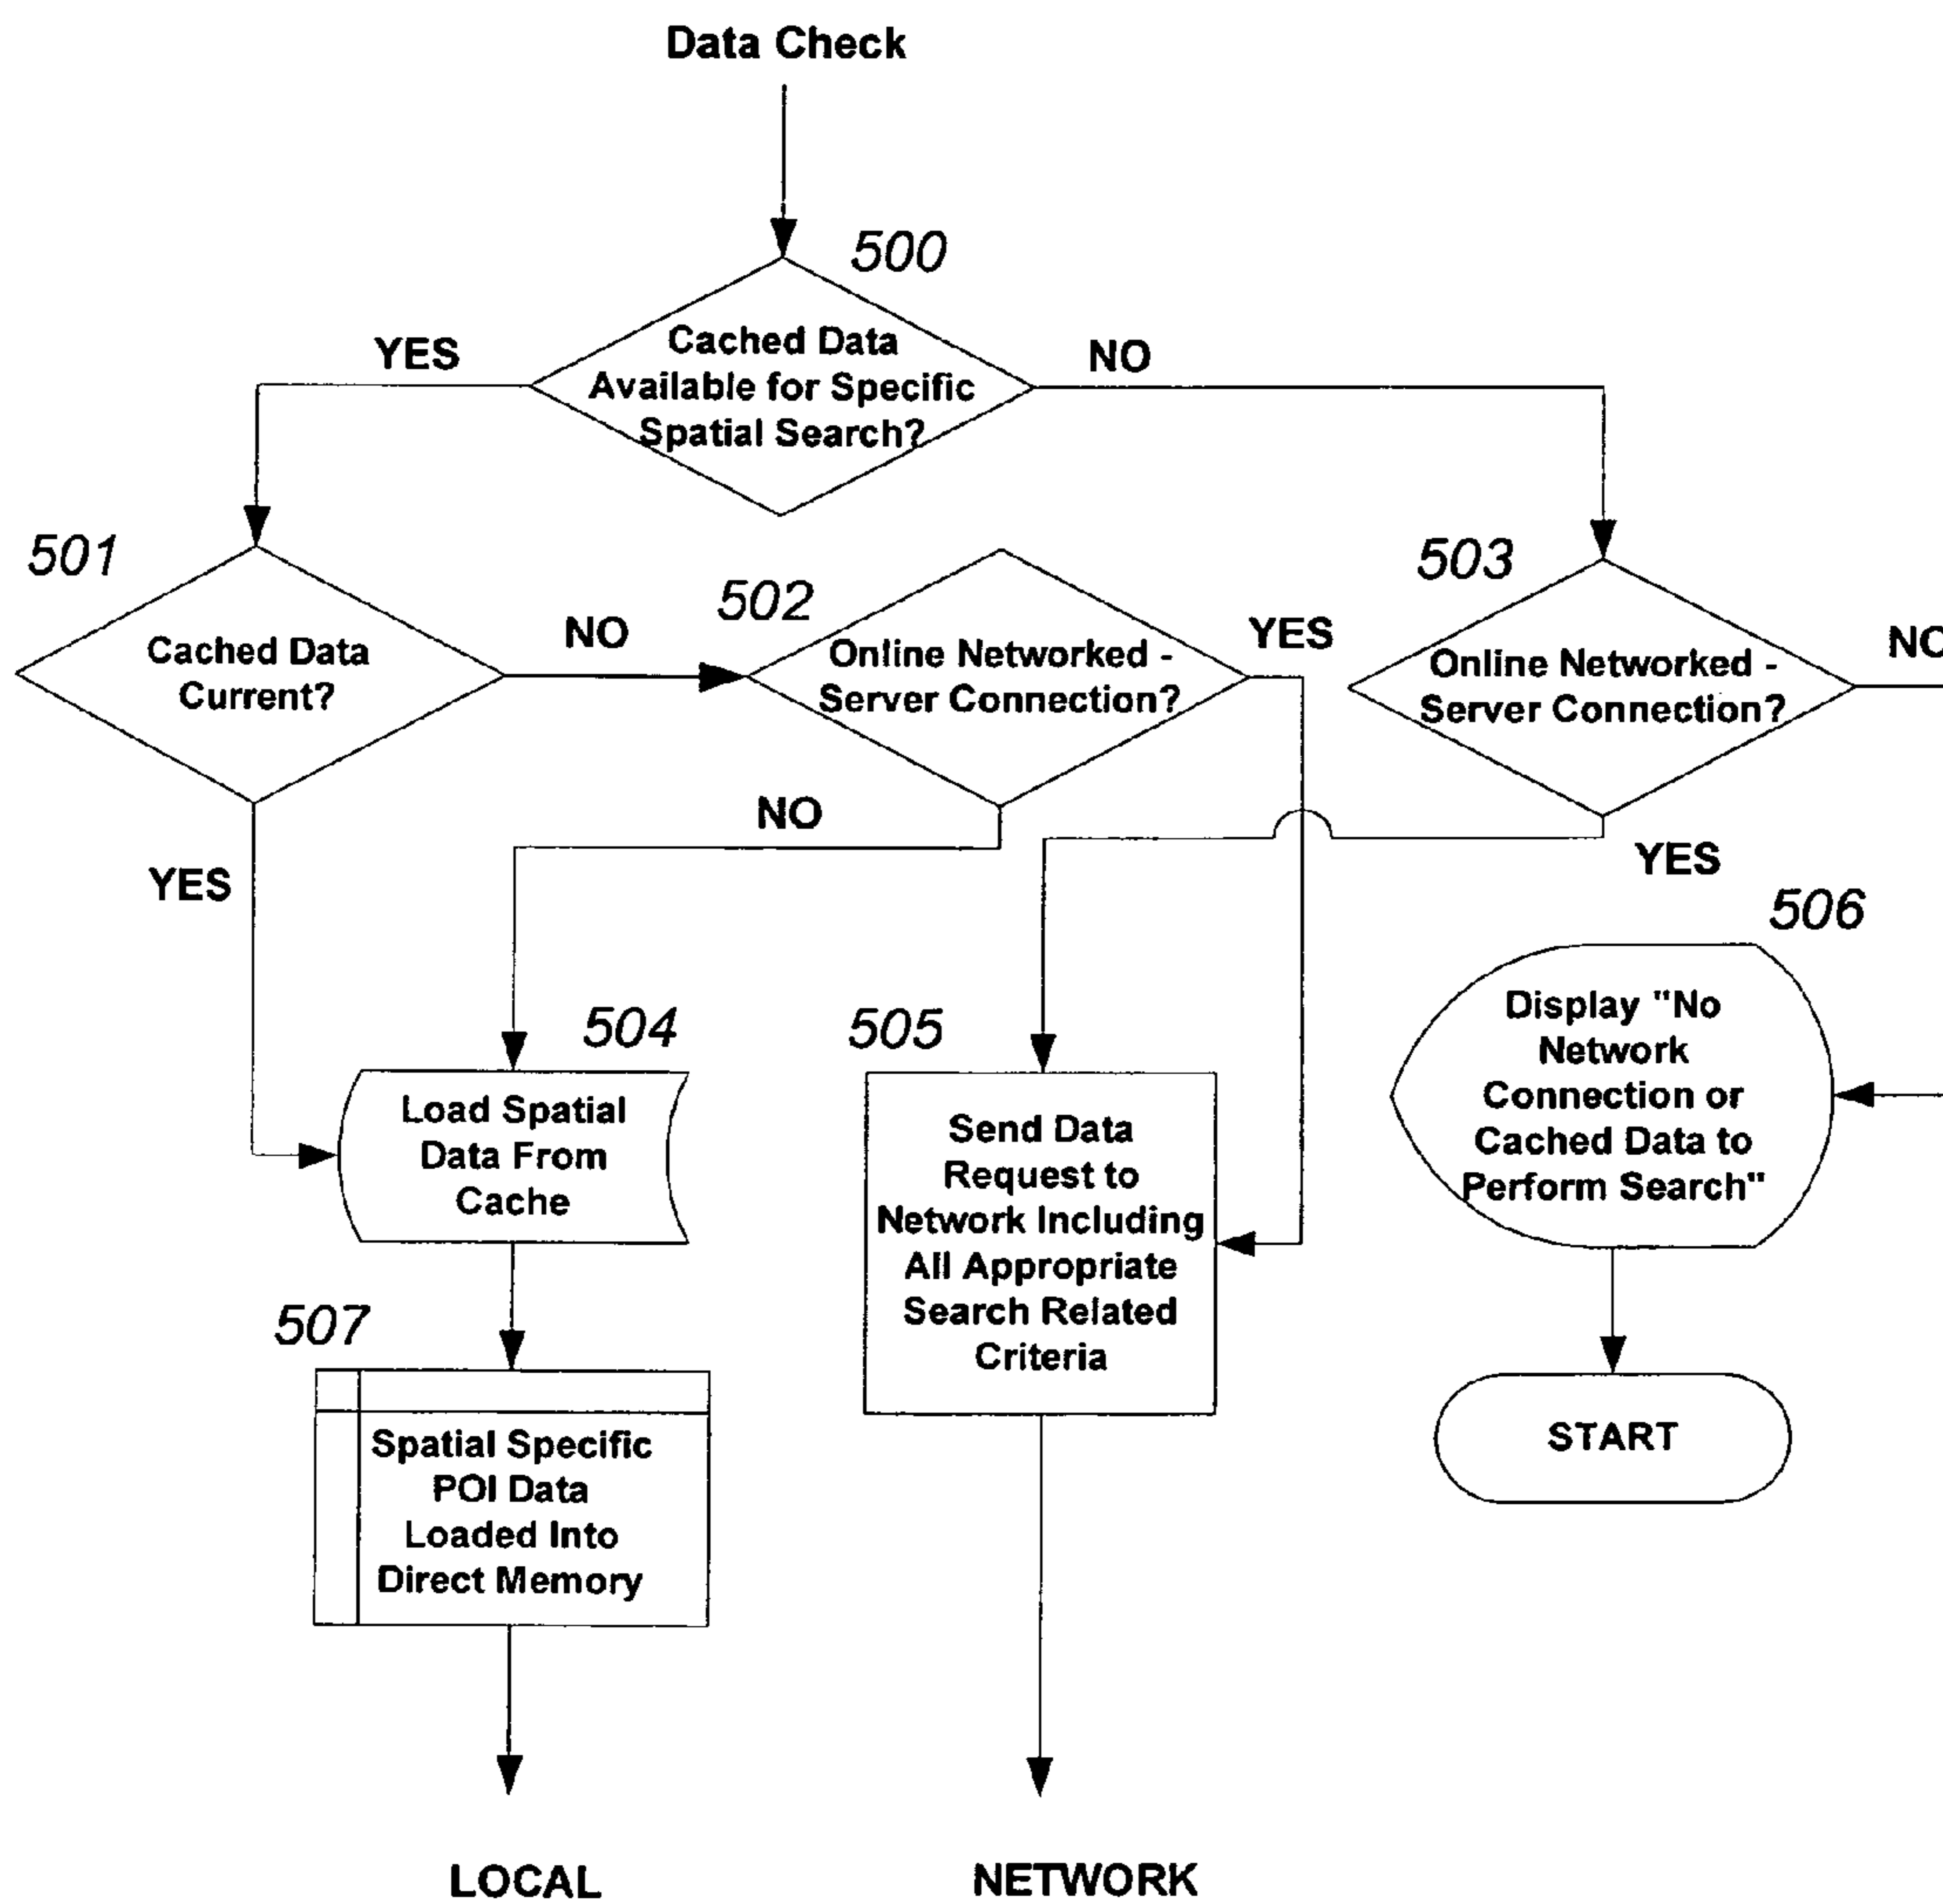 Data Check
500
Cached Data
Available for Specific
Spatial Search?
YES
NO
501
Cached Data
Current?
NO
502
Online Networked -
Server Connection?
YES
503
Online Networked -
Server Connection?
NO
YES
NO
YES
504
Load Spatial
Data From
Cache
505
Send Data
Request to
Network Including
All Appropriate
Search Related
Criteria
506
Display "No
Network
Connection or
Cached Data to
Perform Search"
507
Spatial Specific
POI Data
Loaded Into
Direct Memory
START
LOCAL
NETWORK